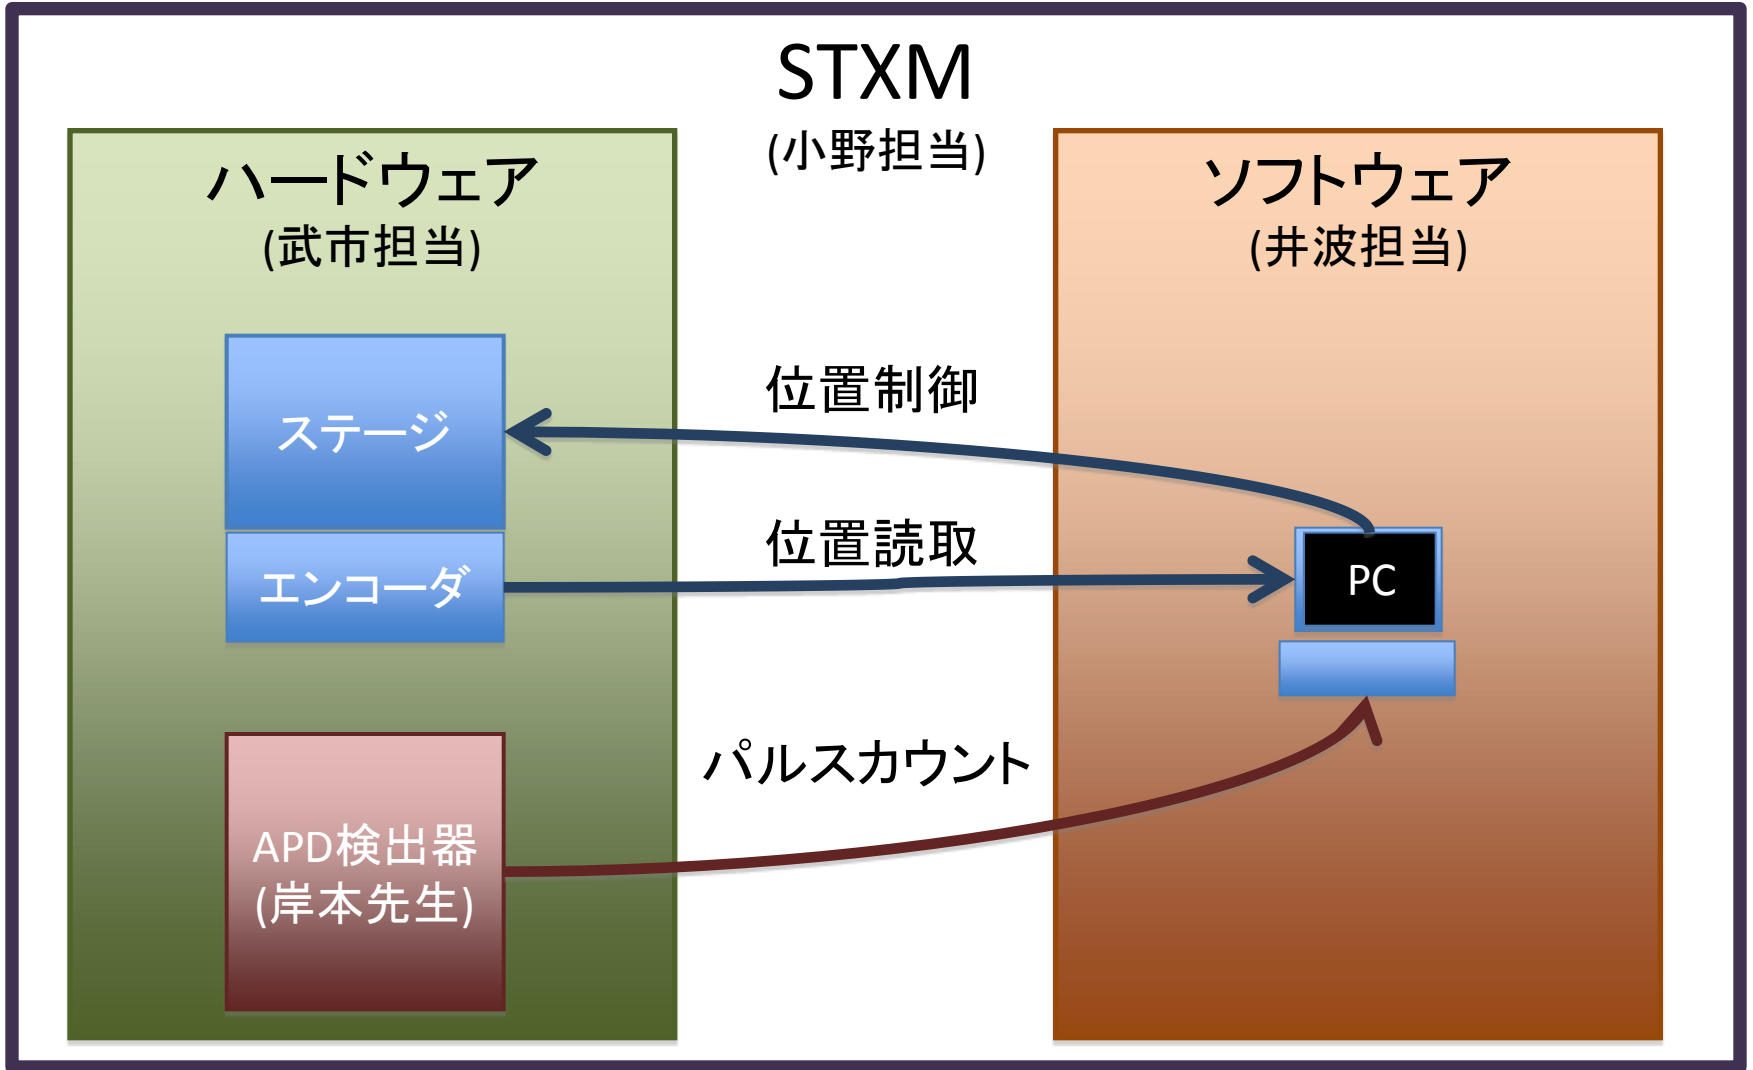 STXM
(小野担当)
ハードウェア
(武市担当)
ソフトウェア
(井波担当)
位置制御
ステージ
位置読取
エンコーダ
PC
パルスカウント
APD検出器
(岸本先生)